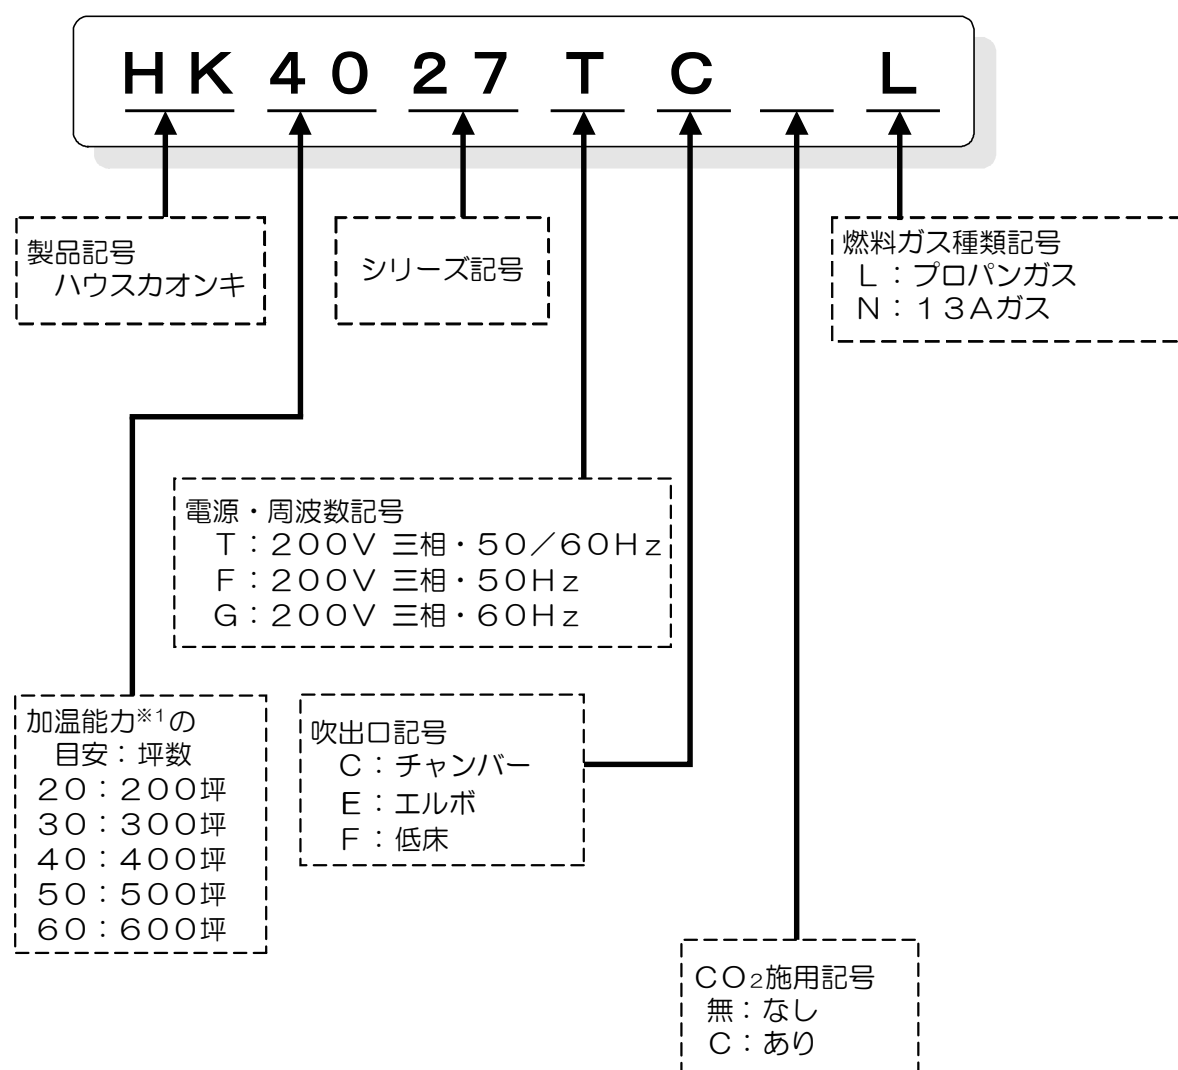 HK4027TC L
製品記号
ハウスカオンキ
シリーズ記号
燃料ガス種類記号
L：プロパンガス
N：13Aガス
電源・周波数記号
T：200V 三相・50／60Hz
F：200V 三相・50Hz
G：200V 三相・60Hz
加温能力※1の
目安：坪数
20：200坪
30：300坪
40：400坪
50：500坪
60：600坪
吹出口記号
C：チャンバー
E：エルボ
F：低床
CO₂施用記号
無：なし
C：あり